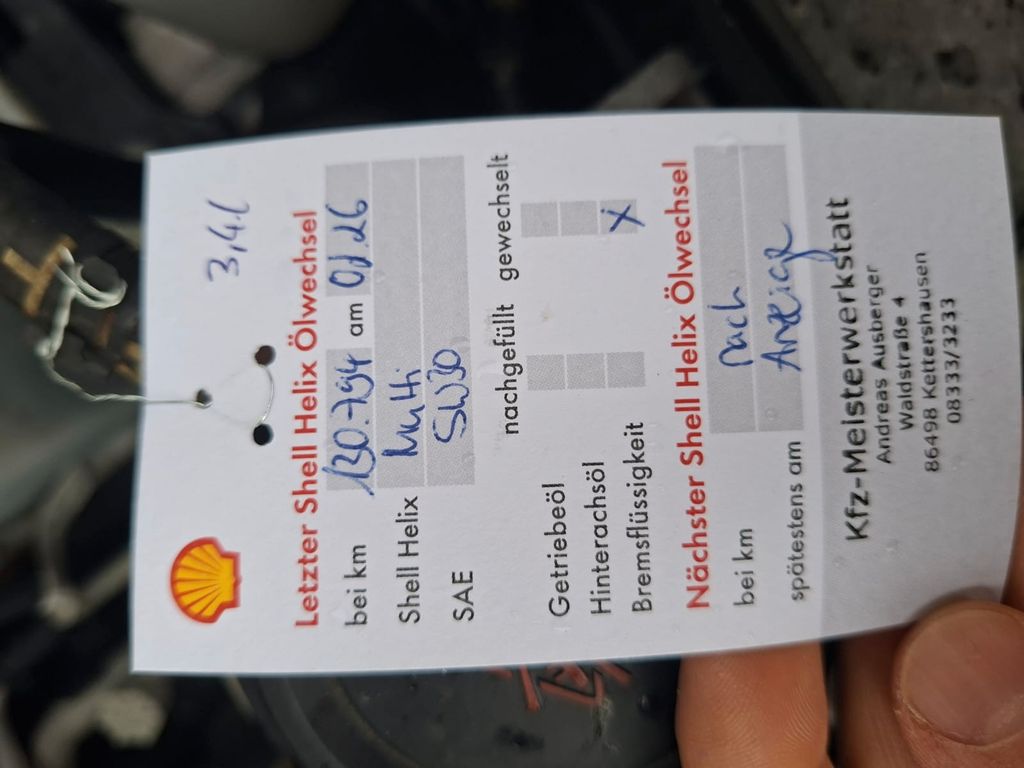 3,4l
Letzter Shell Helix Ölwechsel
bei km 130.794 am 01.26
Shell Helix Multi
SAE 5W30
nachgefüllt gewechselt
Getriebeöl
Hinterachsöl
Bremsflüssigkeit X
Nächster Shell Helix Ölwechsel
bei km nach
spätestens am Anzeige
Kfz-Meisterwerkstatt
Andreas Ausberger
Waldstraße 4
86498 Kettershausen
08333/3233